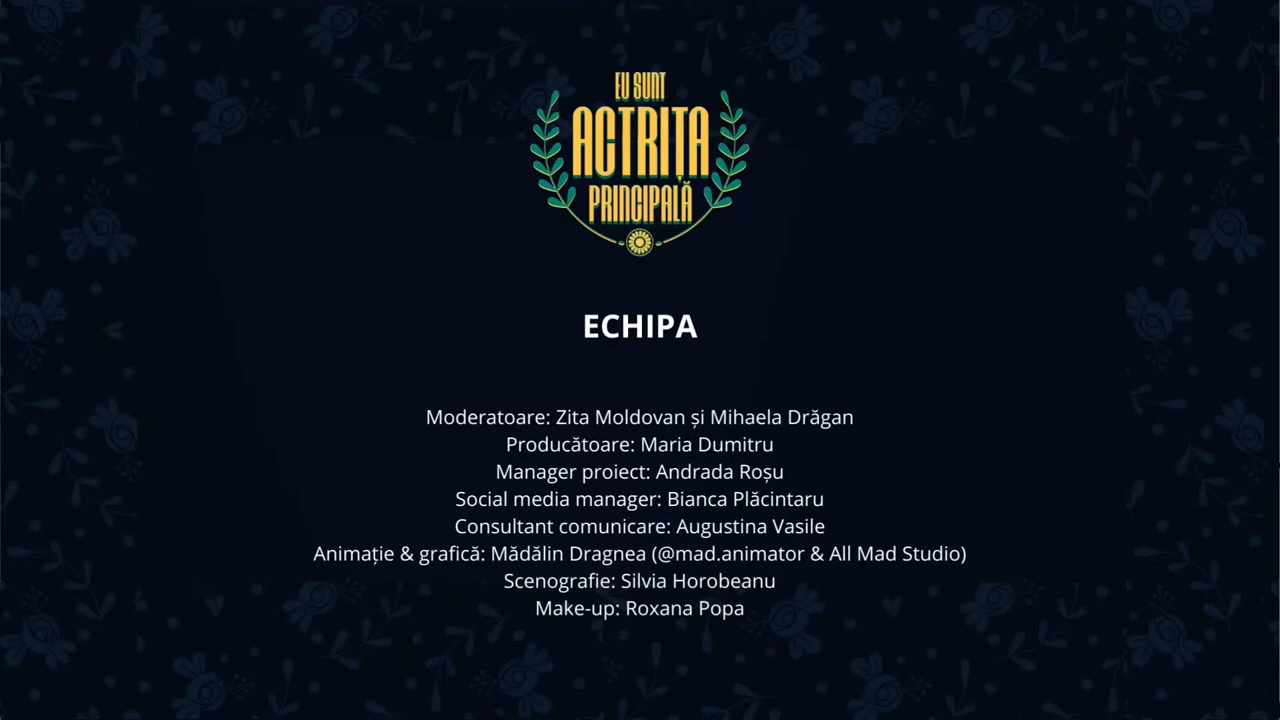 EU SUNT
ACTRIȚA
PRINCIPALĂ
ECHIPA
Moderatoare: Zita Moldovan și Mihaela Drăgan
Producătoare: Maria Dumitru
Manager proiect: Andrada Roșu
Social media manager: Bianca Plăcintaru
Consultant comunicare: Augustina Vasile
Animație & grafică: Mădălin Dragnea (@mad.animator & All Mad Studio)
Scenografie: Silvia Horobeanu
Make-up: Roxana Popa